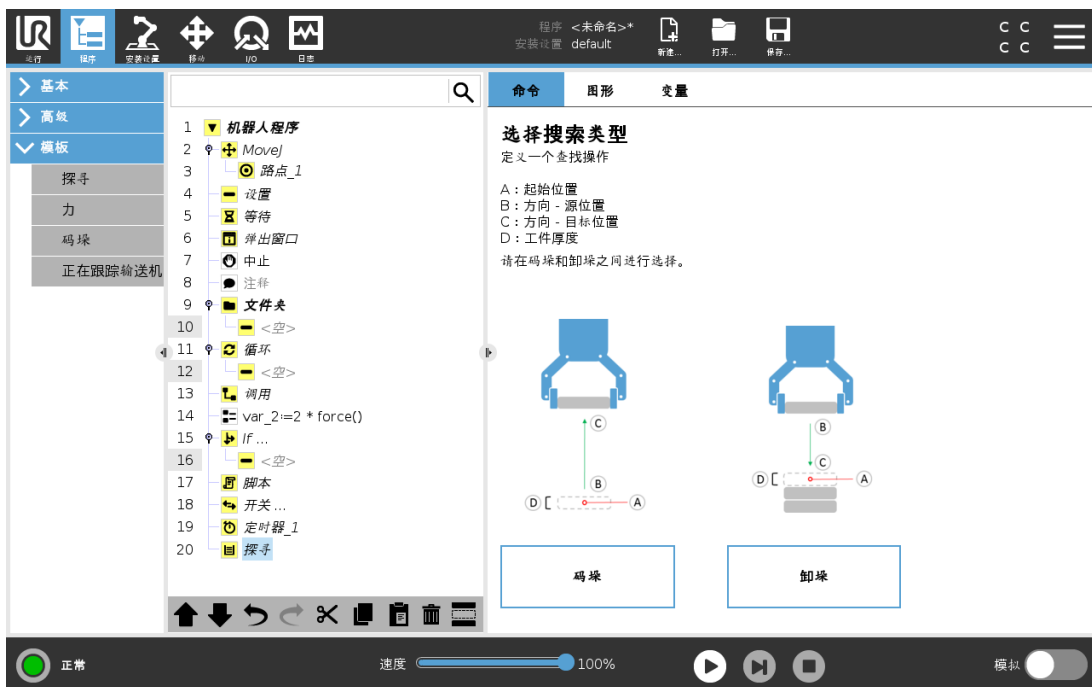 UR
运行
程序
安装设置
移动
I/O
日志
程序 <未命名>*
安装设置 default
新建...
打开...
保存...
C C
C C
基本
高级
模板
探寻
力
码垛
正在跟踪输送机
1 机器人程序
2 MoveJ
3 路点_1
4 设置
5 等待
6 弹出窗口
7 中止
8 注释
9 文件夹
10 <空>
11 循环
12 <空>
13 调用
14 var_2:=2 * force()
15 If ...
16 <空>
17 脚本
18 开关 ...
19 定时器_1
20 探寻
命令 图形 变量
选择搜索类型
定义一个查找操作
A：起始位置
B：方向 - 源位置
C：方向 - 目标位置
D：工件厚度
请在码垛和卸垛之间进行选择。
C
B
D
A
B
C
D
A
码垛
卸垛
正常
速度
100%
模拟